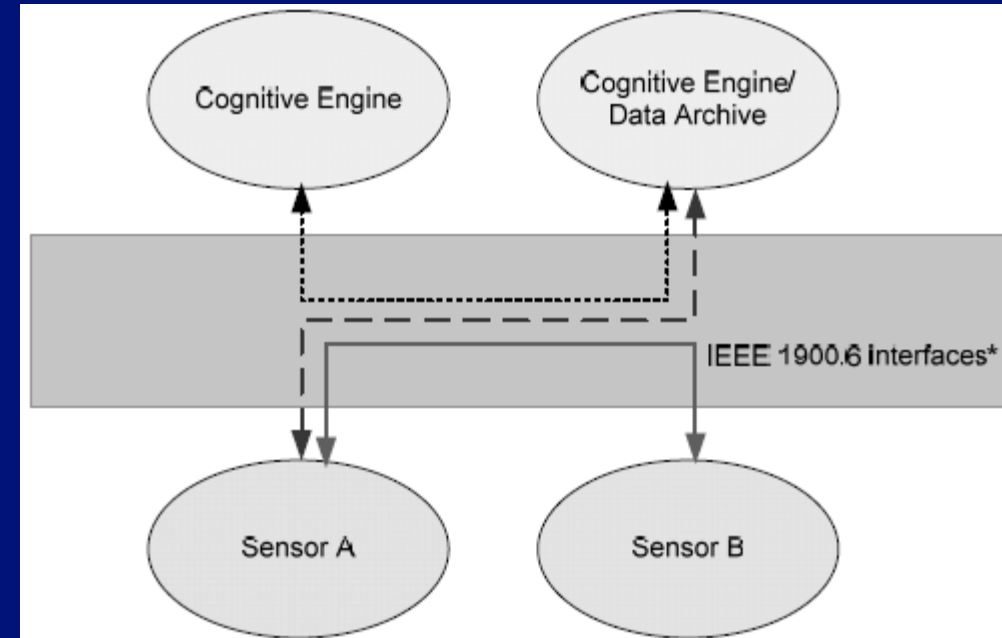 Cognitive Engine
Cognitive Engine/
Data Archive
IEEE 1900.6 interfaces*
Sensor A
Sensor B